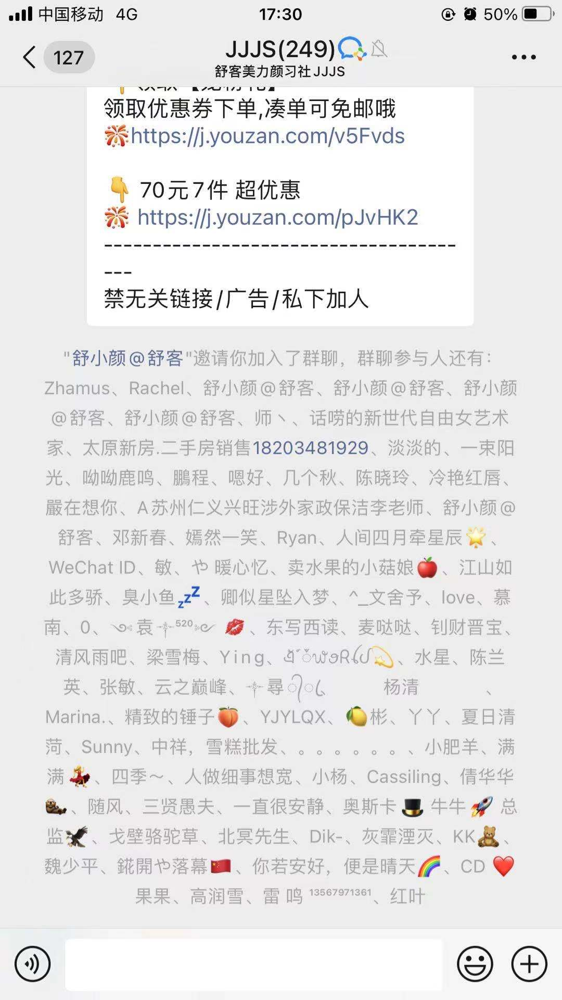 中国移动 4G 17:30 50%
127 JJJS(249)
舒客美力颜习社JJJS
领取优惠券下单,凑单可免邮哦
🎆https://j.youzan.com/v5Fvds
👇 70元7件 超优惠
🎆 https://j.youzan.com/pJvHK2
------------------------------------
---
禁无关链接/广告/私下加人
"舒小颜@舒客"邀请你加入了群聊，群聊参与人还有：
Zhamus、Rachel、舒小颜@舒客、舒小颜@舒客、舒小颜
@舒客、舒小颜@舒客、师丶、话唠的新世代自由女艺术
家、太原新房.二手房销售18203481929、淡淡的、一束阳
光、呦呦鹿鸣、鵬程、嗯好、几个秋、陈晓玲、冷艳红唇、
嚴在想你、A苏州仁义兴旺涉外家政保洁李老师、舒小颜@
舒客、邓新春、嫣然一笑、Ryan、人间四月牵星辰🌟、
WeChat ID、敏、や 暖心忆、卖水果的小菇娘🍎、江山如
此多骄、臭小鱼💤、卿似星坠入梦、^_文舍予、love、慕
南、0、袁⁵²⁰💋、东写西读、麦哒哒、钊财晋宝、
清风雨吧、梁雪梅、Ying、💫、水星、陈兰
英、张敏、云之巅峰、尋 杨清 、
Marina.、精致的锤子🍑、YJYLQX、🍋彬、丫丫、夏日清
菏、Sunny、中祥，雪糕批发、。。。。。。。、小肥羊、满
满💃、四季～、人做细事想宽、小杨、Cassiling、倩华华
🦦、随风、三贤愚夫、一直很安静、奥斯卡🎩牛牛🚀总
监🦅、戈壁骆驼草、北冥先生、Dik-、灰霏湮灭、KK🧸、
魏少平、錵開や落幕🇨🇳、你若安好，便是晴天🌈、CD❤️
果果、高润雪、雷 鸣 ¹³⁵⁶⁷⁹⁷¹³⁶¹、红叶